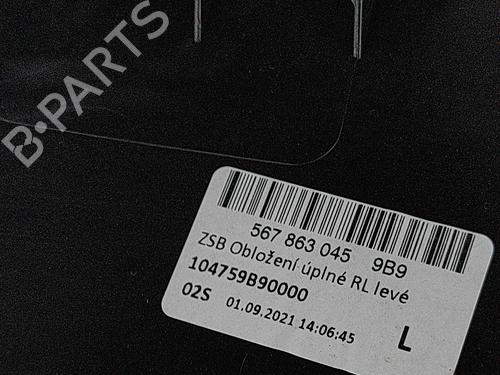 B·PARTS
567 863 045 9B9
ZSB Obložení úplné RL levé
104759B90000
02S 01.09.2021 14:06:45 L